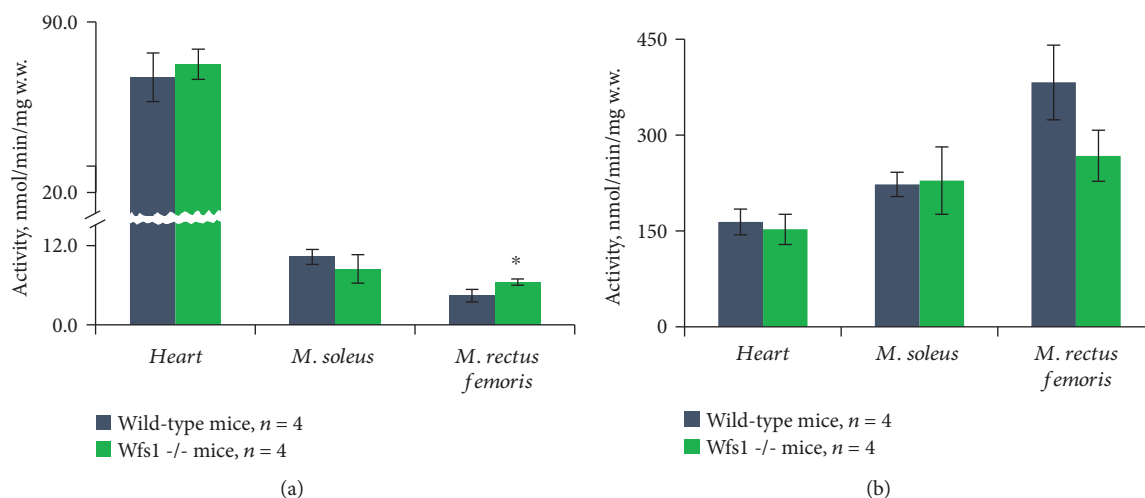 90.0
20.0
12.0
0.0
Activity, nmol/min/mg w.w.
*
Heart
M. soleus
M. rectus
femoris
Wild-type mice, n = 4
Wfs1 -/- mice, n = 4
(a)
450
300
150
0
Activity, nmol/min/mg w.w.
Heart
M. soleus
M. rectus
femoris
Wild-type mice, n = 4
Wfs1 -/- mice, n = 4
(b)